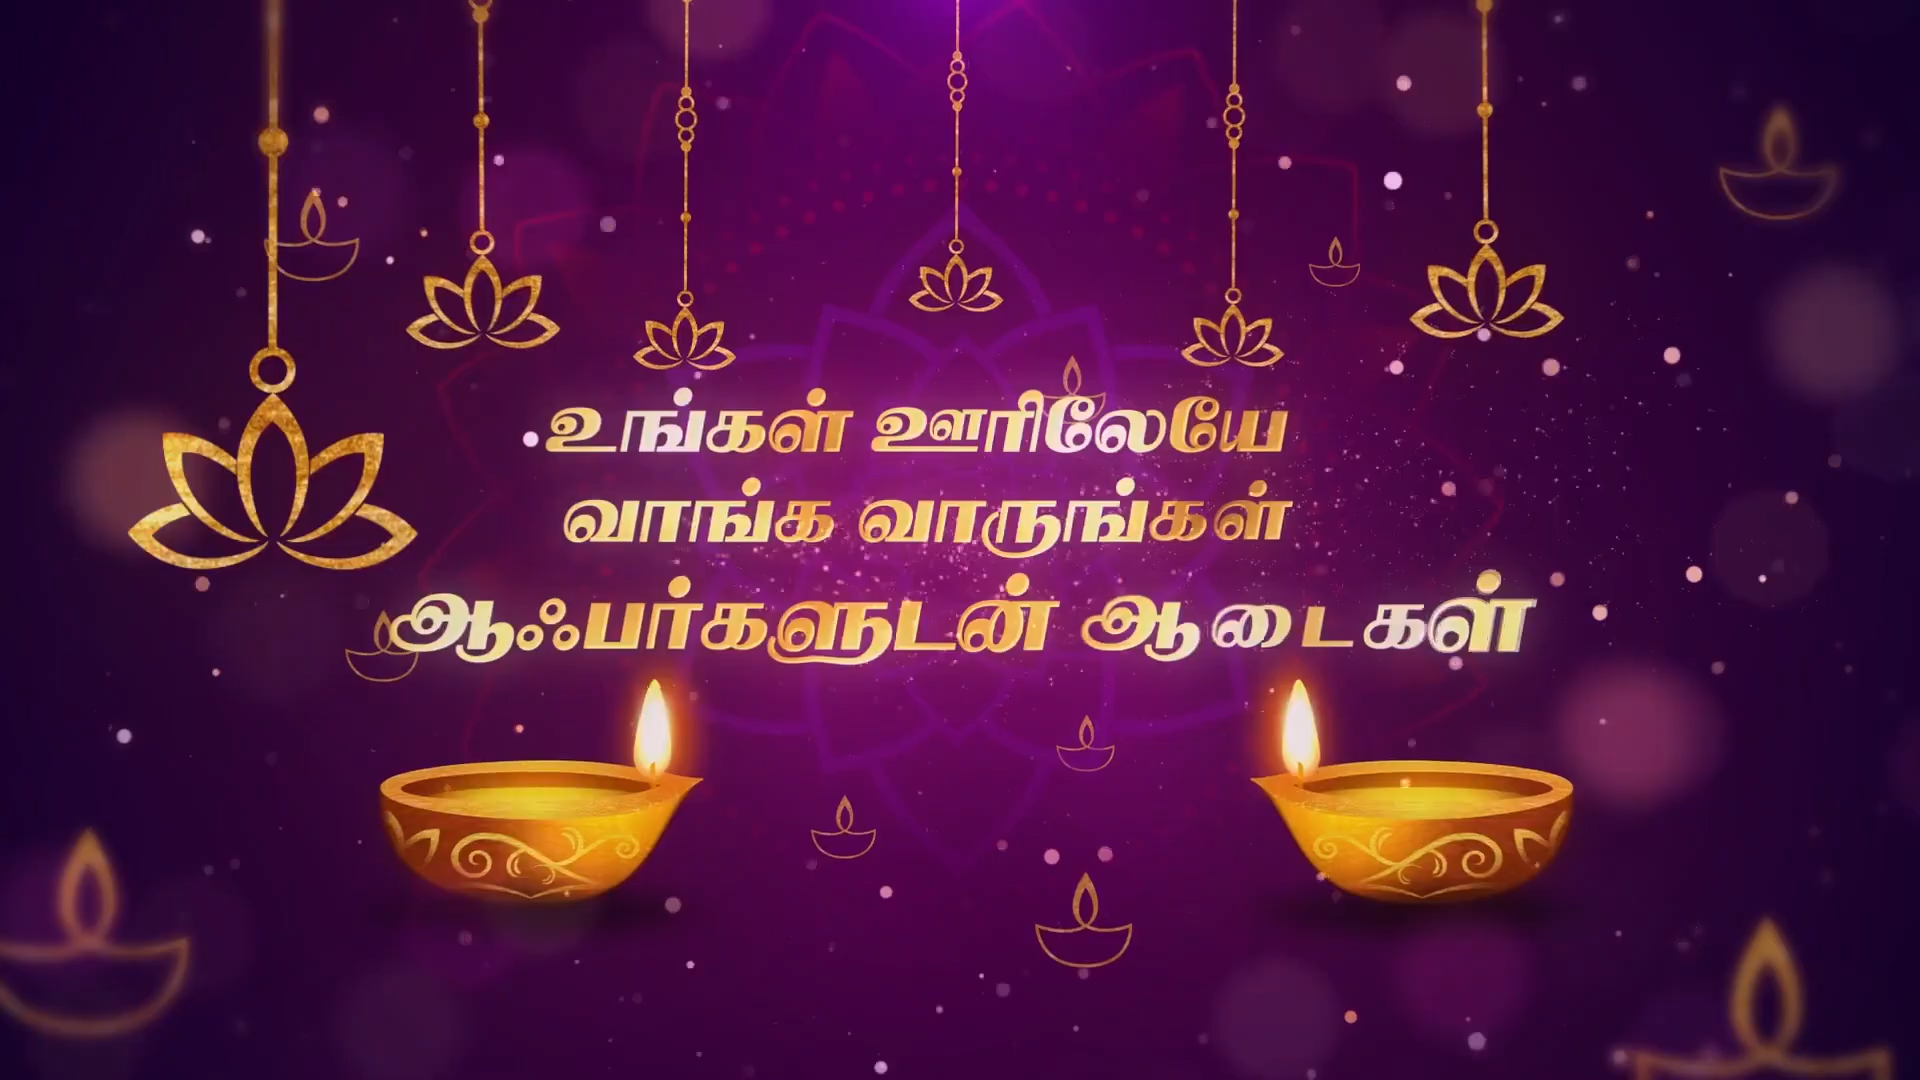 உங்கள் ஊரிலேயே
வாங்க வாருங்கள்
ஆஃபர்களுடன் ஆடைகள்